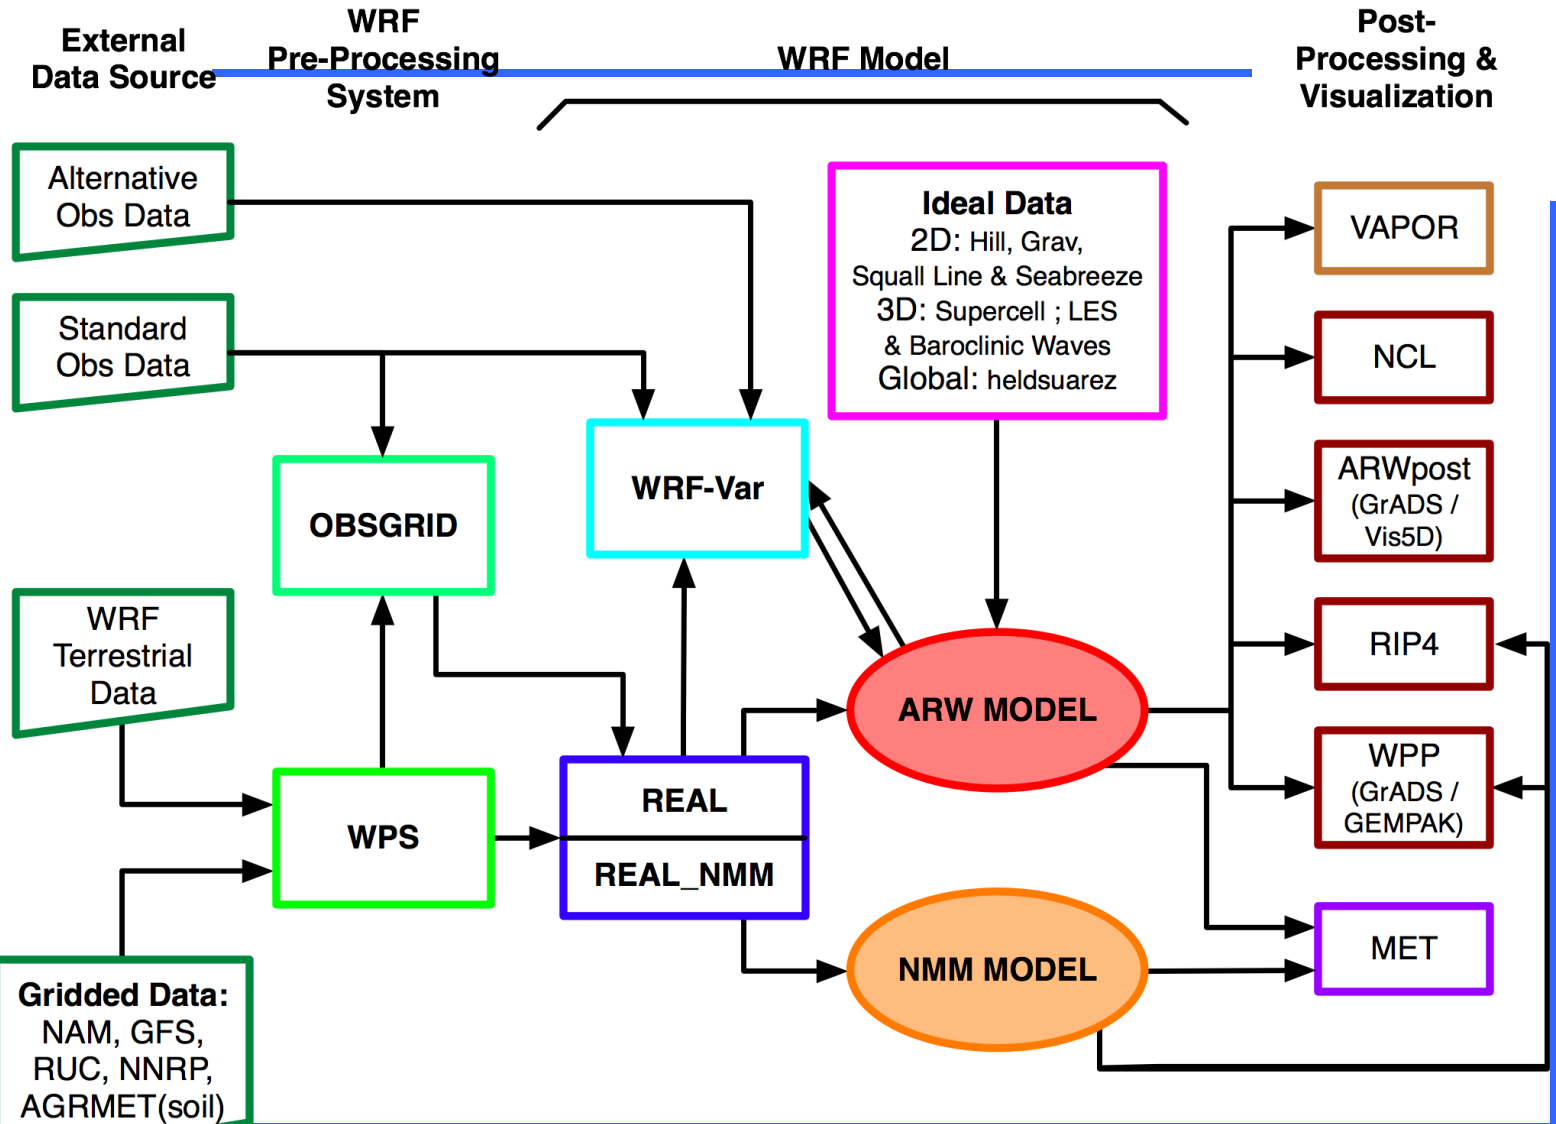 External
Data Source
WRF
Pre-Processing
System
WRF Model
Post-
Processing &
Visualization
Alternative
Obs Data
Standard
Obs Data
WRF
Terrestrial
Data
Gridded Data:
NAM, GFS,
RUC, NNRP,
AGRMET(soil)
OBSGRID
WPS
WRF-Var
REAL
REAL_NMM
Ideal Data
2D: Hill, Grav,
Squall Line & Seabreeze
3D: Supercell ; LES
& Baroclinic Waves
Global: heldsuarez
ARW MODEL
NMM MODEL
VAPOR
NCL
ARWpost
(GrADS /
Vis5D)
RIP4
WPP
(GrADS /
GEMPAK)
MET